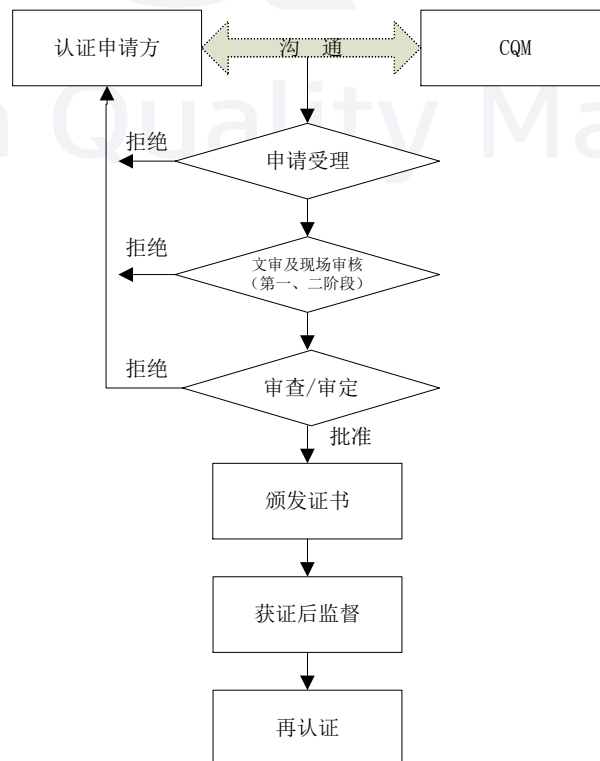 认证申请方
沟 通
CQM
拒绝
申请受理
拒绝
文审及现场审核
（第一、二阶段）
拒绝
审查/审定
批准
颁发证书
获证后监督
再认证
n Quality Ma